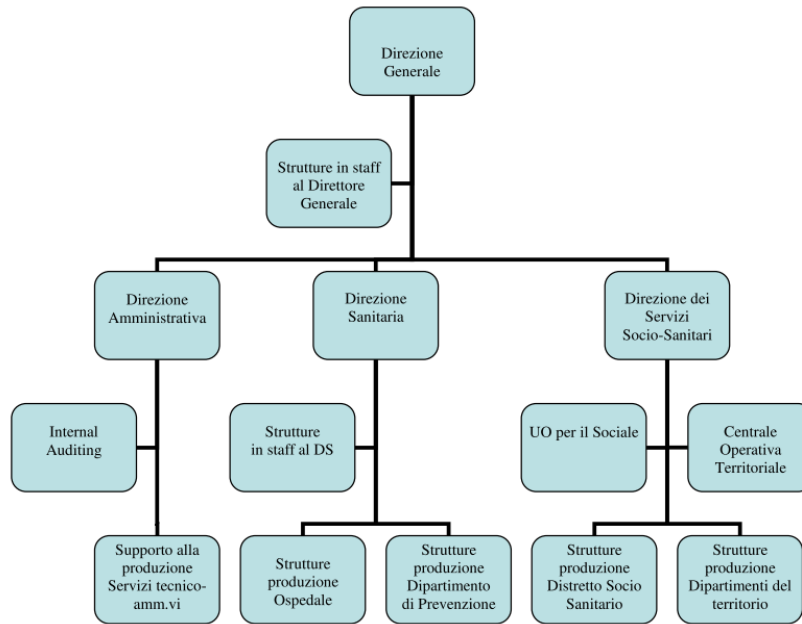 Direzione
Generale
Strutture in staff
al Direttore
Generale
Direzione
Amministrativa
Direzione
Sanitaria
Direzione dei
Servizi
Socio-Sanitari
Internal
Auditing
Strutture
in staff al DS
UO per il Sociale
Centrale
Operativa
Territoriale
Supporto alla
produzione
Servizi tecnico-
amm.vi
Strutture
produzione
Ospedale
Strutture
produzione
Dipartimento
di Prevenzione
Strutture
produzione
Distretto Socio
Sanitario
Strutture
produzione
Dipartimenti del
territorio